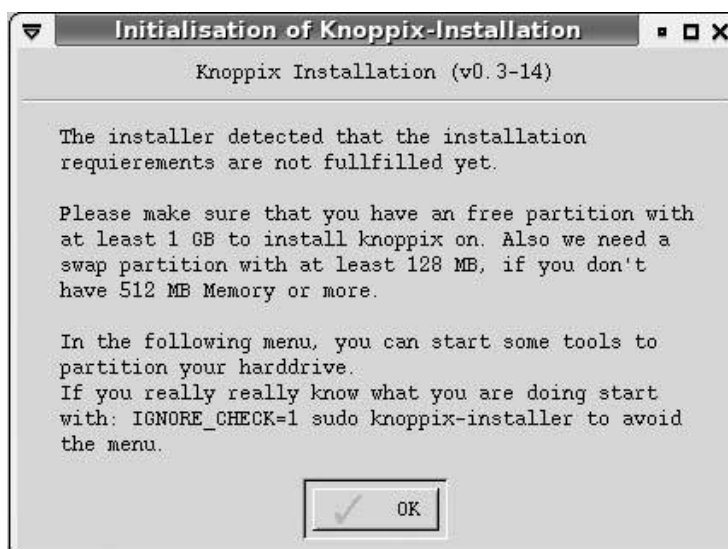 Initialisation of Knoppix-Installation
Knoppix Installation (v0.3-14)
The installer detected that the installation
requierements are not fullfilled yet.
Please make sure that you have an free partition with
at least 1 GB to install knoppix on. Also we need a
swap partition with at least 128 MB, if you don't
have 512 MB Memory or more.
In the following menu, you can start some tools to
partition your harddrive.
If you really really know what you are doing start
with: IGNORE_CHECK=1 sudo knoppix-installer to avoid
the menu.
OK